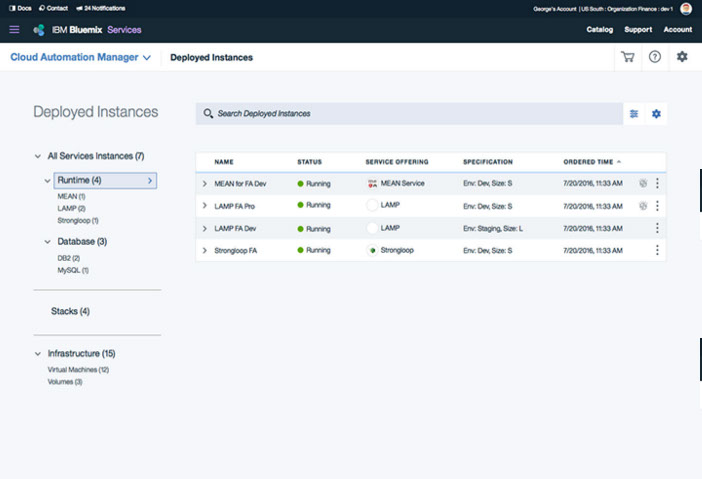 Docs Contact 24 Notifications George's Account | US South : Organization Finance : dev1
IBM Bluemix Services Catalog Support Account
Cloud Automation Manager Deployed Instances
Deployed Instances
Search Deployed Instances
All Services Instances (7)
Runtime (4)
MEAN (1)
LAMP (2)
Strongloop (1)
Database (3)
DB2 (2)
MySQL (1)
Stacks (4)
Infrastructure (15)
Virtual Machines (12)
Volumes (3)
NAME STATUS SERVICE OFFERING SPECIFICATION ORDERED TIME
MEAN for FA Dev Running MEAN Service Env: Dev, Size: S 7/20/2016, 11:33 AM
LAMP FA Pro Running LAMP Env: Dev, Size: S 7/20/2016, 11:33 AM
LAMP FA Dev Running LAMP Env: Staging, Size: L 7/20/2016, 11:33 AM
Strongloop FA Running Strongloop Env: Dev, Size: S 7/20/2016, 11:33 AM